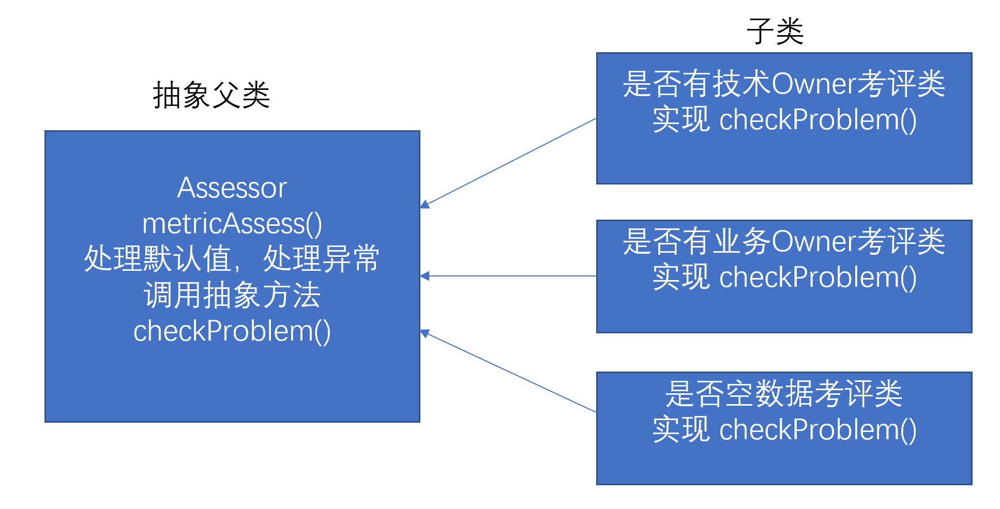 抽象父类
Assessor
metricAssess()
处理默认值，处理异常
调用抽象方法
checkProblem()
子类
是否有技术Owner考评类
实现 checkProblem()
是否有业务Owner考评类
实现 checkProblem()
是否空数据考评类
实现 checkProblem()